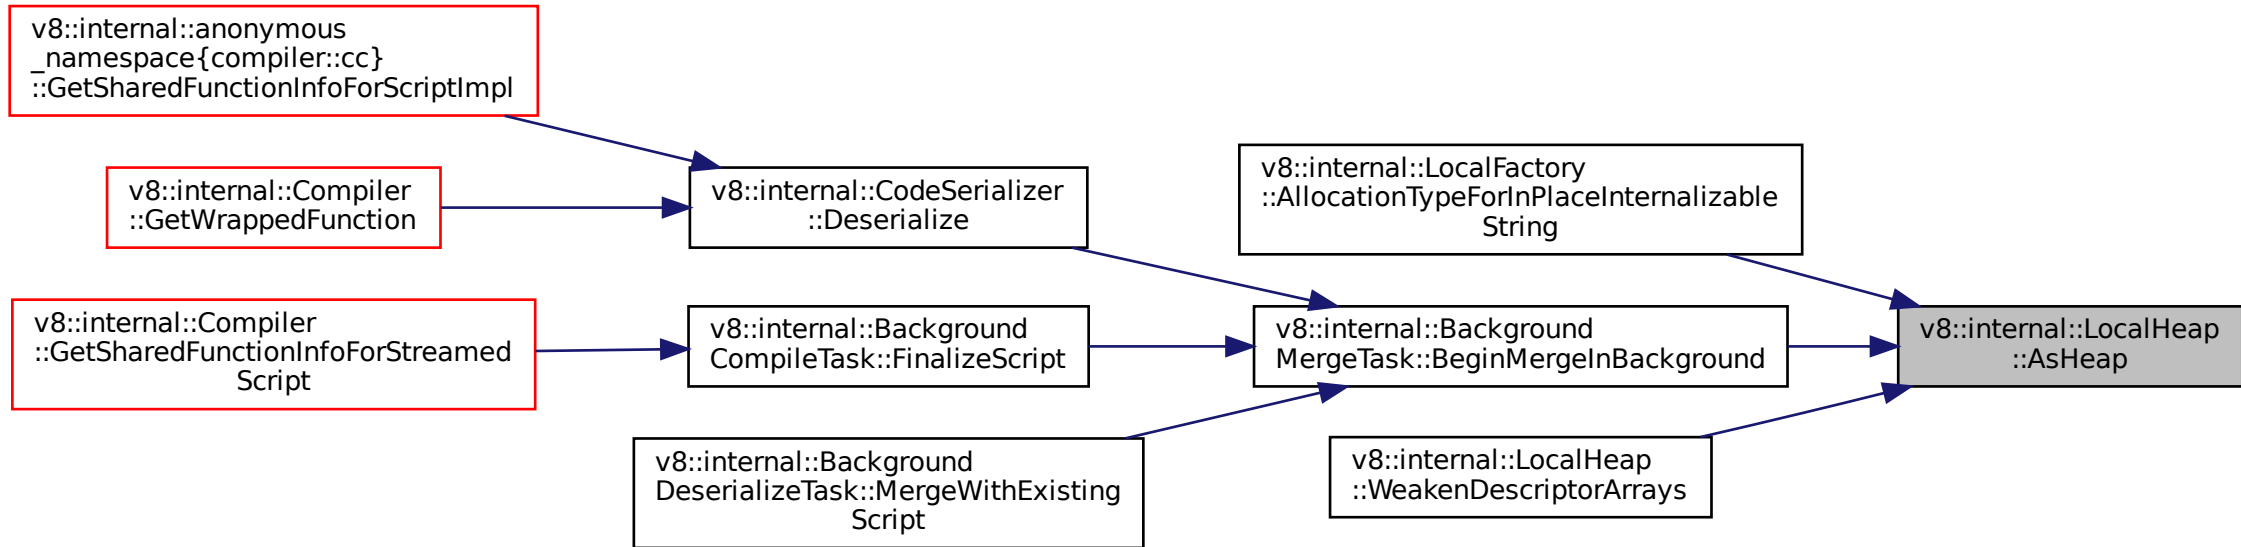 v8::internal::anonymous
_namespace{compiler::cc}
::GetSharedFunctionInfoForScriptImpl
v8::internal::Compiler
::GetWrappedFunction
v8::internal::Compiler
::GetSharedFunctionInfoForStreamed
Script
v8::internal::CodeSerializer
::Deserialize
v8::internal::Background
CompileTask::FinalizeScript
v8::internal::Background
DeserializeTask::MergeWithExisting
Script
v8::internal::LocalFactory
::AllocationTypeForInPlaceInternalizable
String
v8::internal::Background
MergeTask::BeginMergeInBackground
v8::internal::LocalHeap
::WeakenDescriptorArrays
v8::internal::LocalHeap
::AsHeap